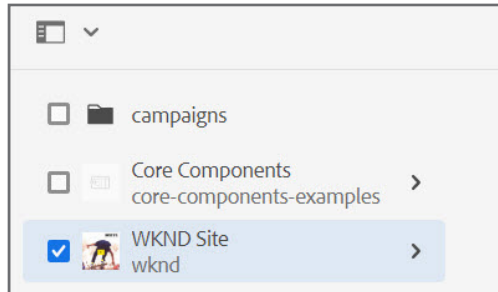 campaigns
Core Components
core-components-examples
WKND Site
wknd